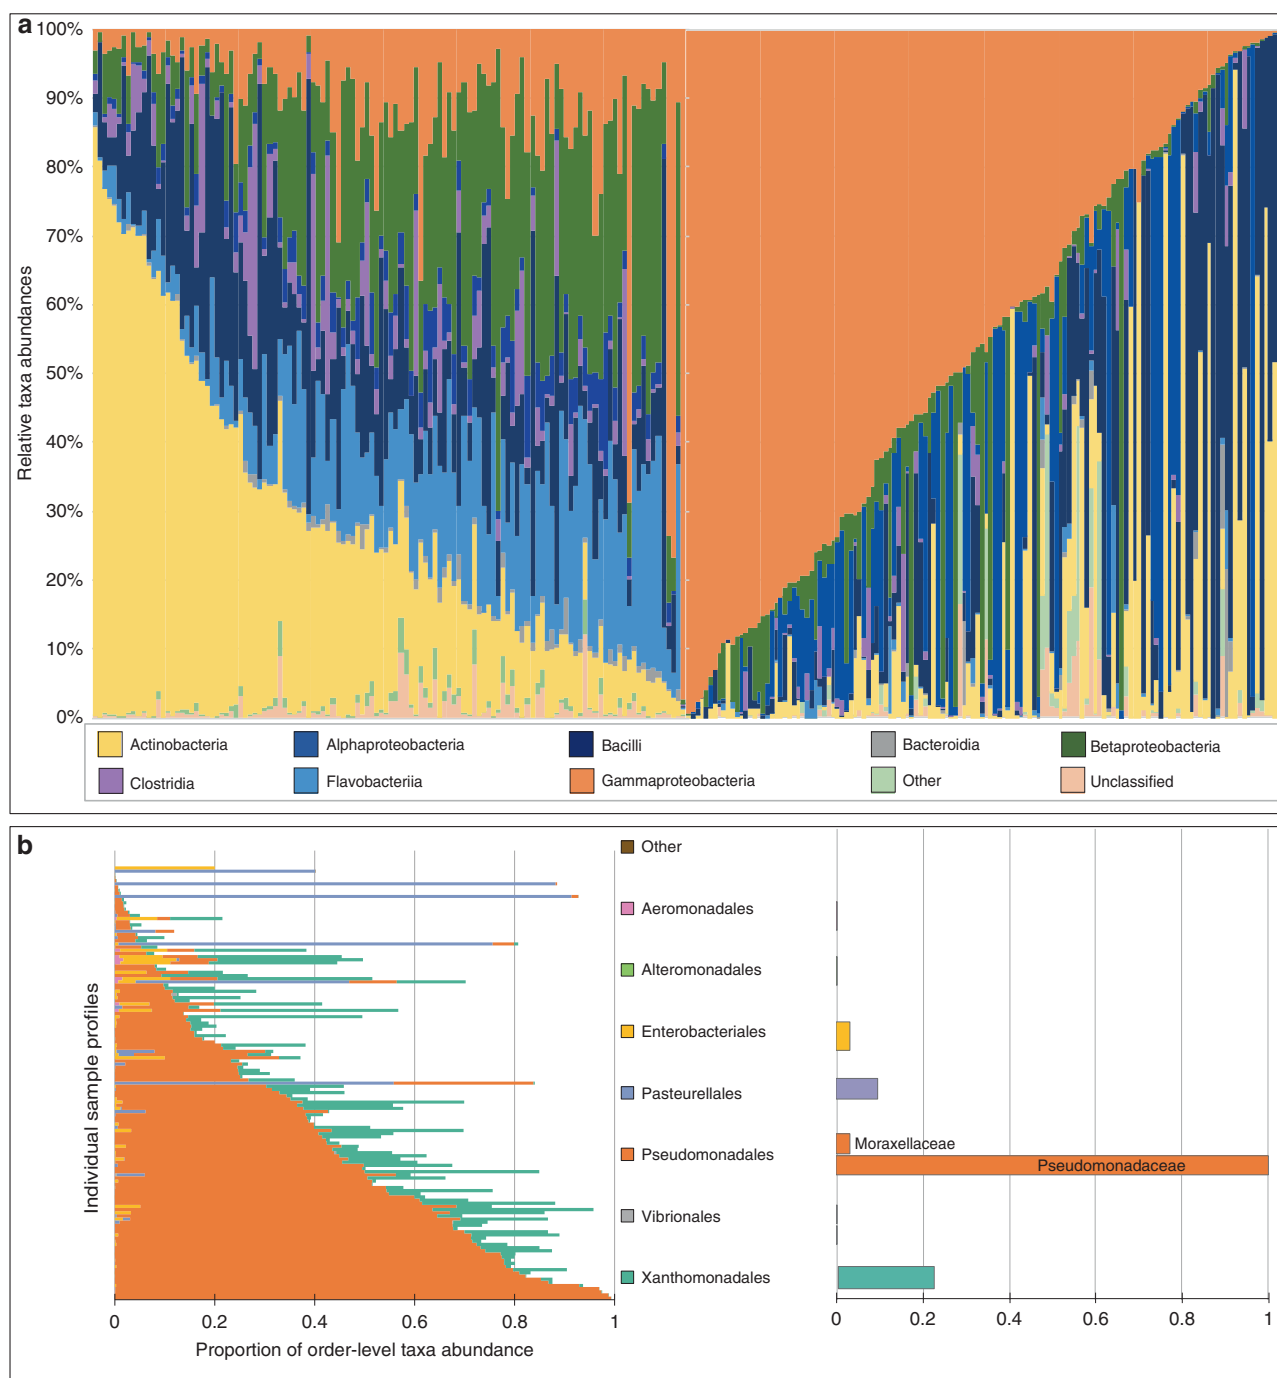 a
100%
90%
80%
70%
60%
50%
40%
30%
20%
10%
0%
Relative taxa abundances
Actinobacteria
Alphaproteobacteria
Bacilli
Bacteroidia
Betaproteobacteria
Clostridia
Flavobacteriia
Gammaproteobacteria
Other
Unclassified
b
Individual sample profiles
0 0.2 0.4 0.6 0.8 1
Proportion of order-level taxa abundance
Other
Aeromonadales
Alteromonadales
Enterobacteriales
Pasteurellales
Pseudomonadales
Vibrionales
Xanthomonadales
Moraxellaceae
Pseudomonadaceae
0 0.2 0.4 0.6 0.8 1